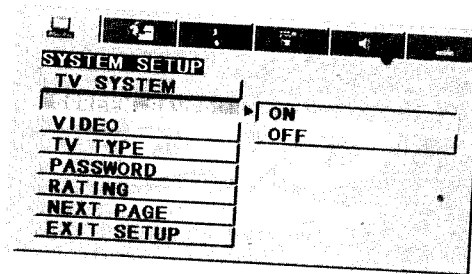 SYSTEM SETUP
TV SYSTEM
VIDEO
TV TYPE
PASSWORD
RATING
NEXT PAGE
EXIT SETUP
ON
OFF